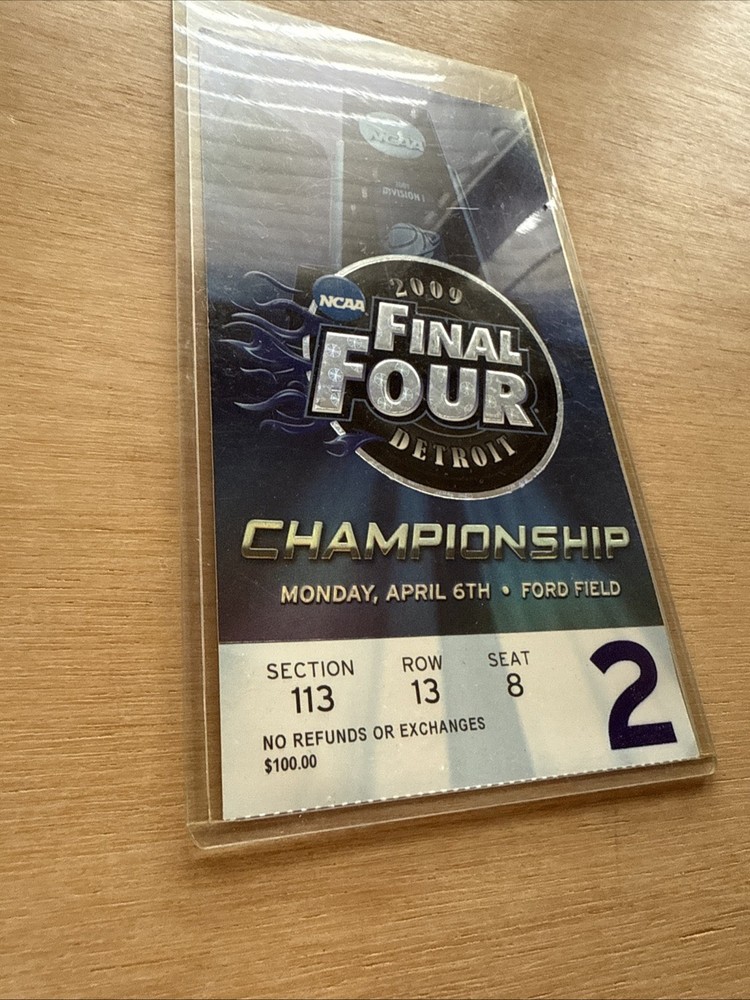 NCAA
DIVISION I
2009
NCAA
FINAL
FOUR
DETROIT
CHAMPIONSHIP
MONDAY, APRIL 6TH • FORD FIELD
SECTION ROW SEAT
113 13 8
2
NO REFUNDS OR EXCHANGES
$100.00